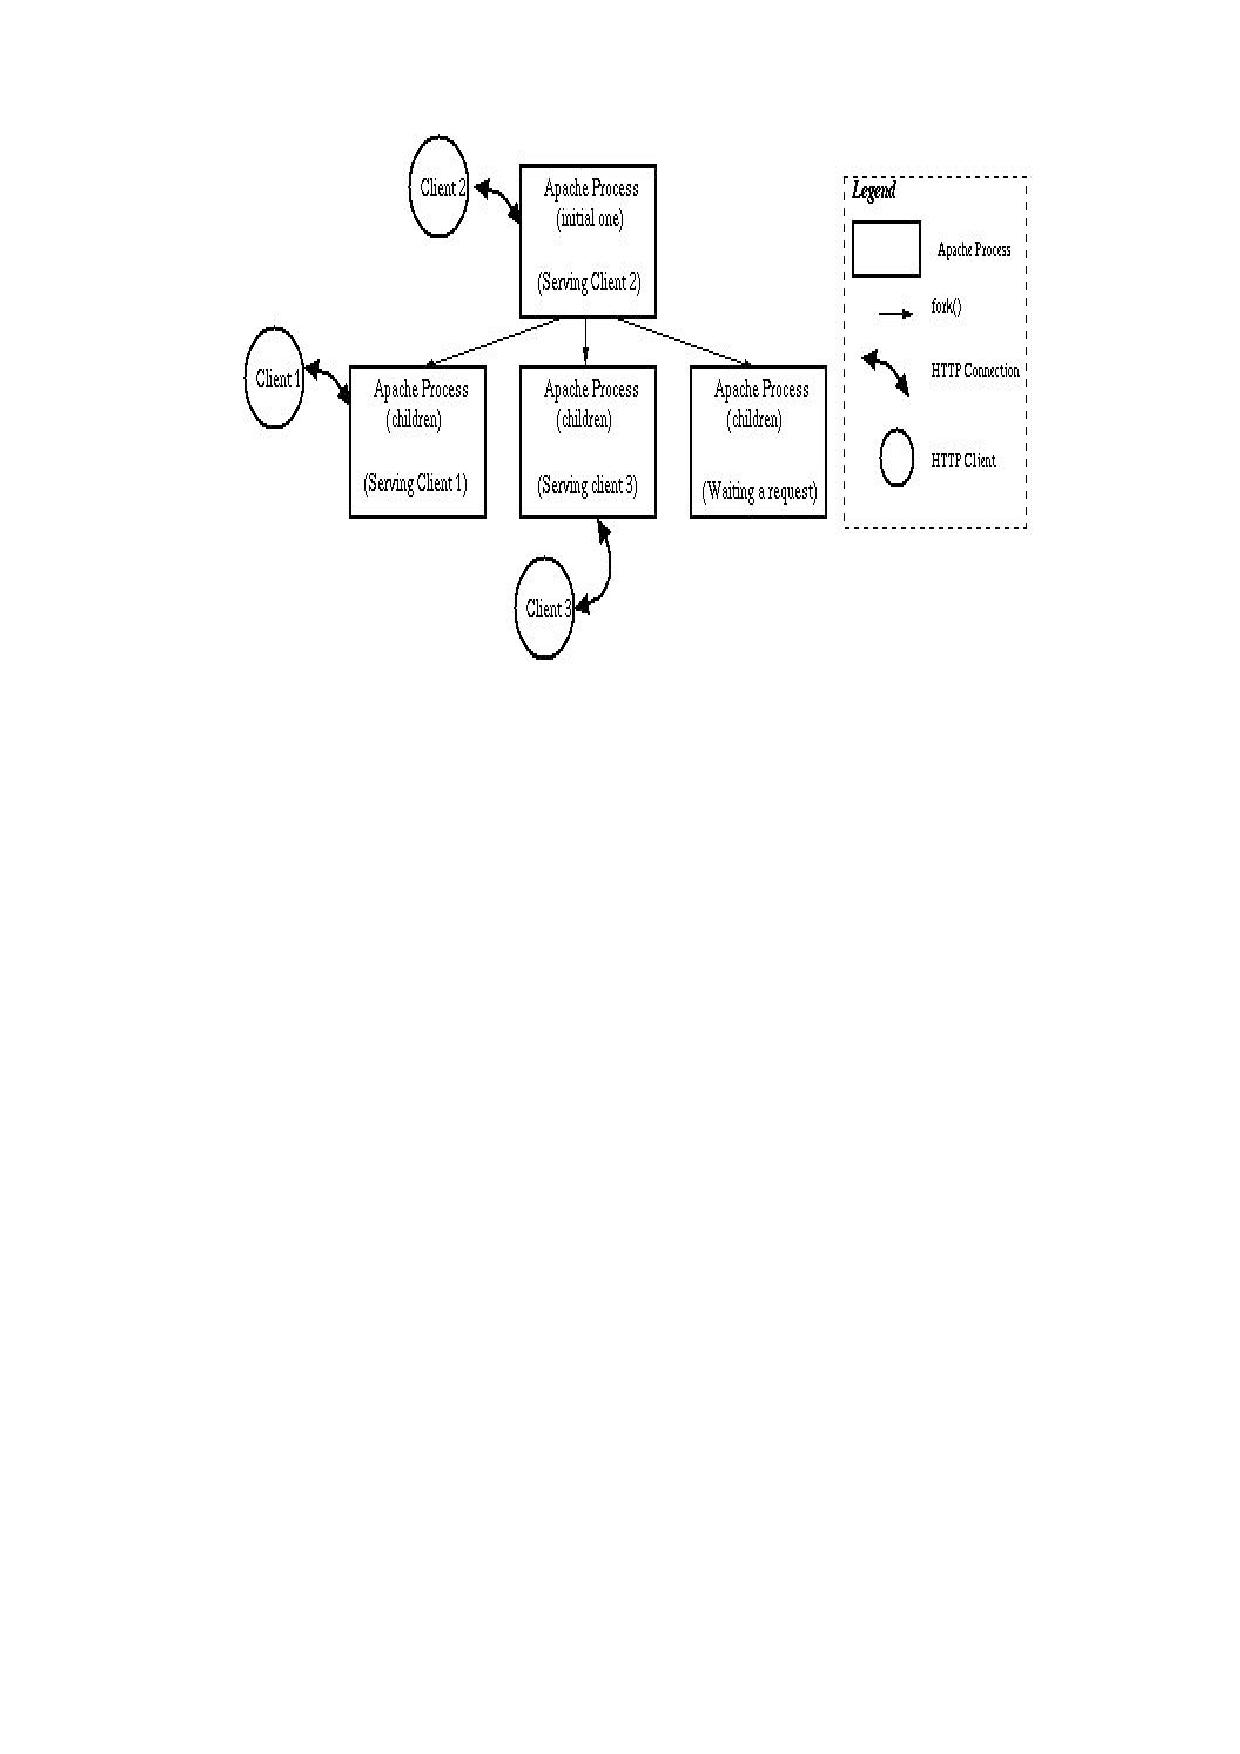 Client 2
Apache Process
(initial one)
(Serving Client 2)
Client 1
Apache Process
(children)
(Serving Client 1)
Apache Process
(children)
(Serving client 3)
Apache Process
(children)
(Waiting a request)
Client 3
Legend
Apache Process
fork()
HTTP Connection
HTTP Client